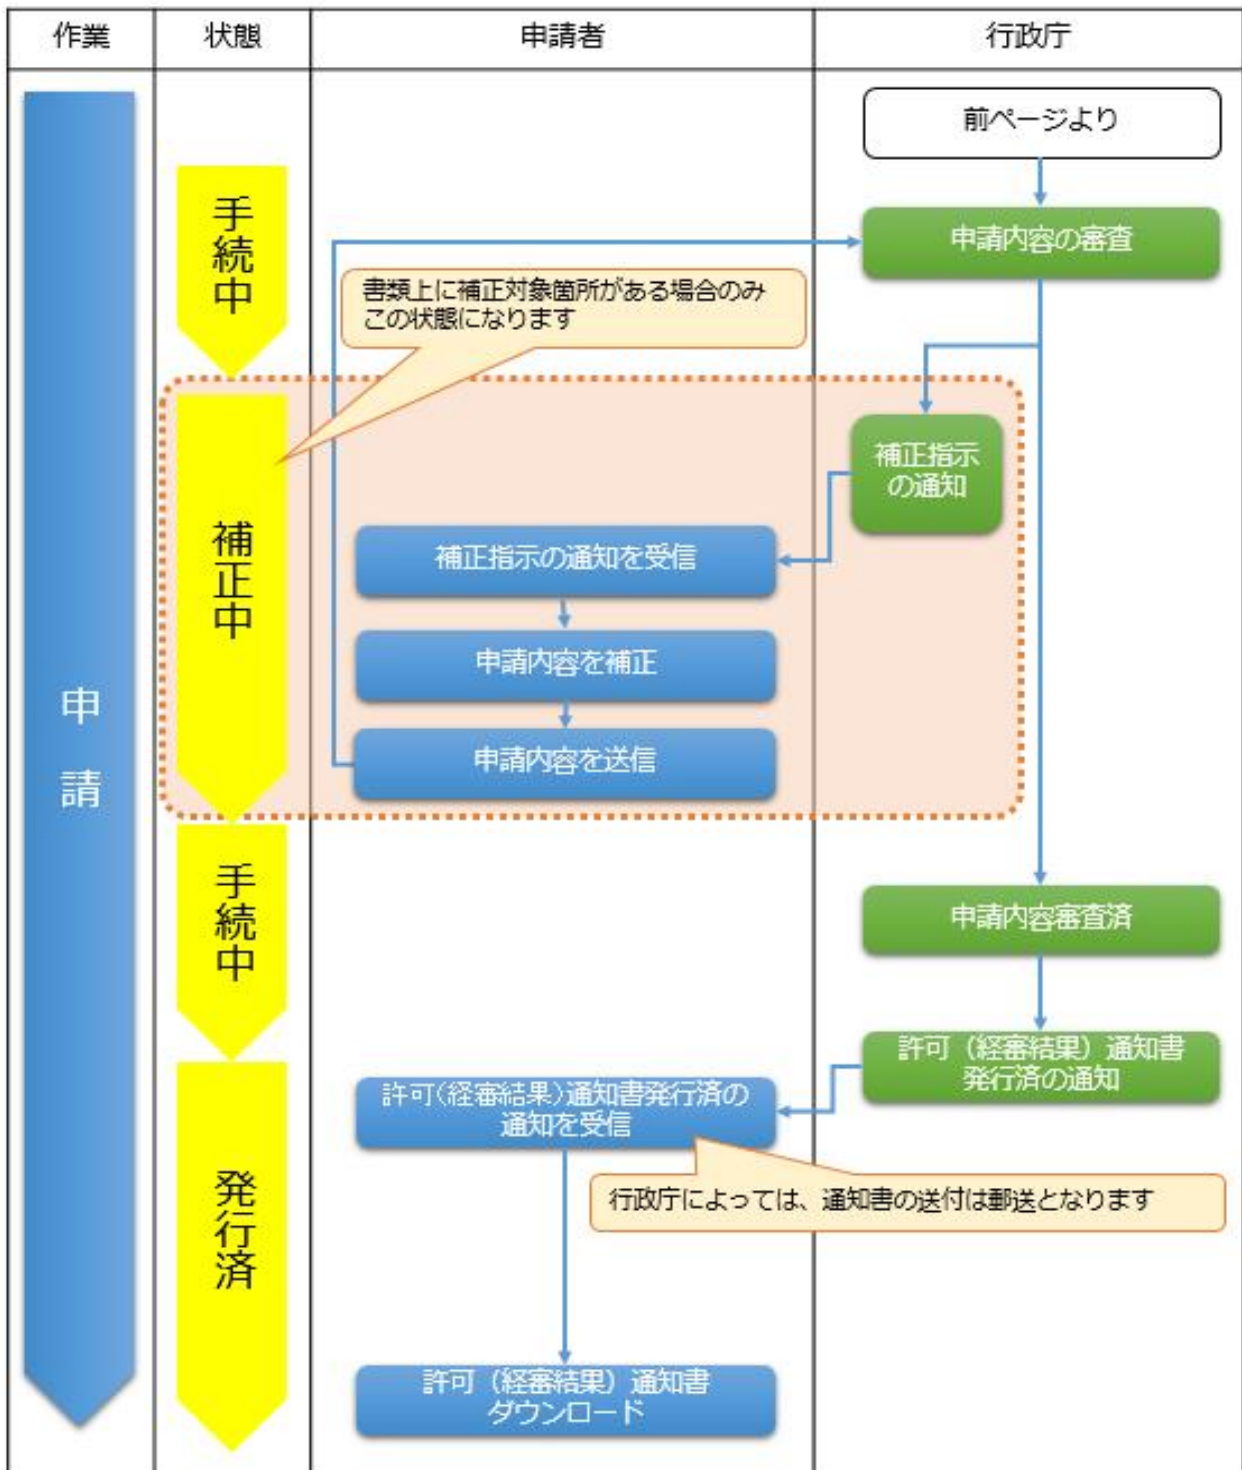 作業
状態
申請者
行政庁
前ページより
手続中
申請内容の審査
書類上に補正対象箇所がある場合のみ
この状態になります
補正指示
の通知
補正中
補正指示の通知を受信
申請内容を補正
申請
申請内容を送信
手続中
申請内容審査済
許可（経審結果）通知書
発行済の通知
許可(経審結果)通知書発行済の
通知を受信
発行済
行政庁によっては、通知書の送付は郵送となります
許可（経審結果）通知書
ダウンロード